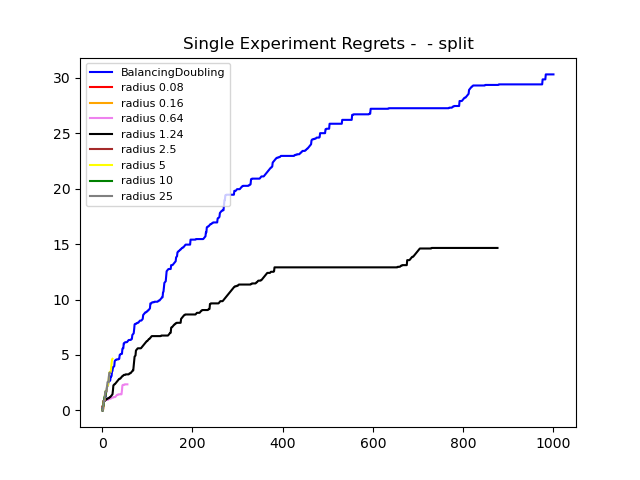 Single Experiment Regrets -  - split
BalancingDoubling
radius 0.08
radius 0.16
radius 0.64
radius 1.24
radius 2.5
radius 5
radius 10
radius 25
30
25
20
15
10
5
0
0 200 400 600 800 1000